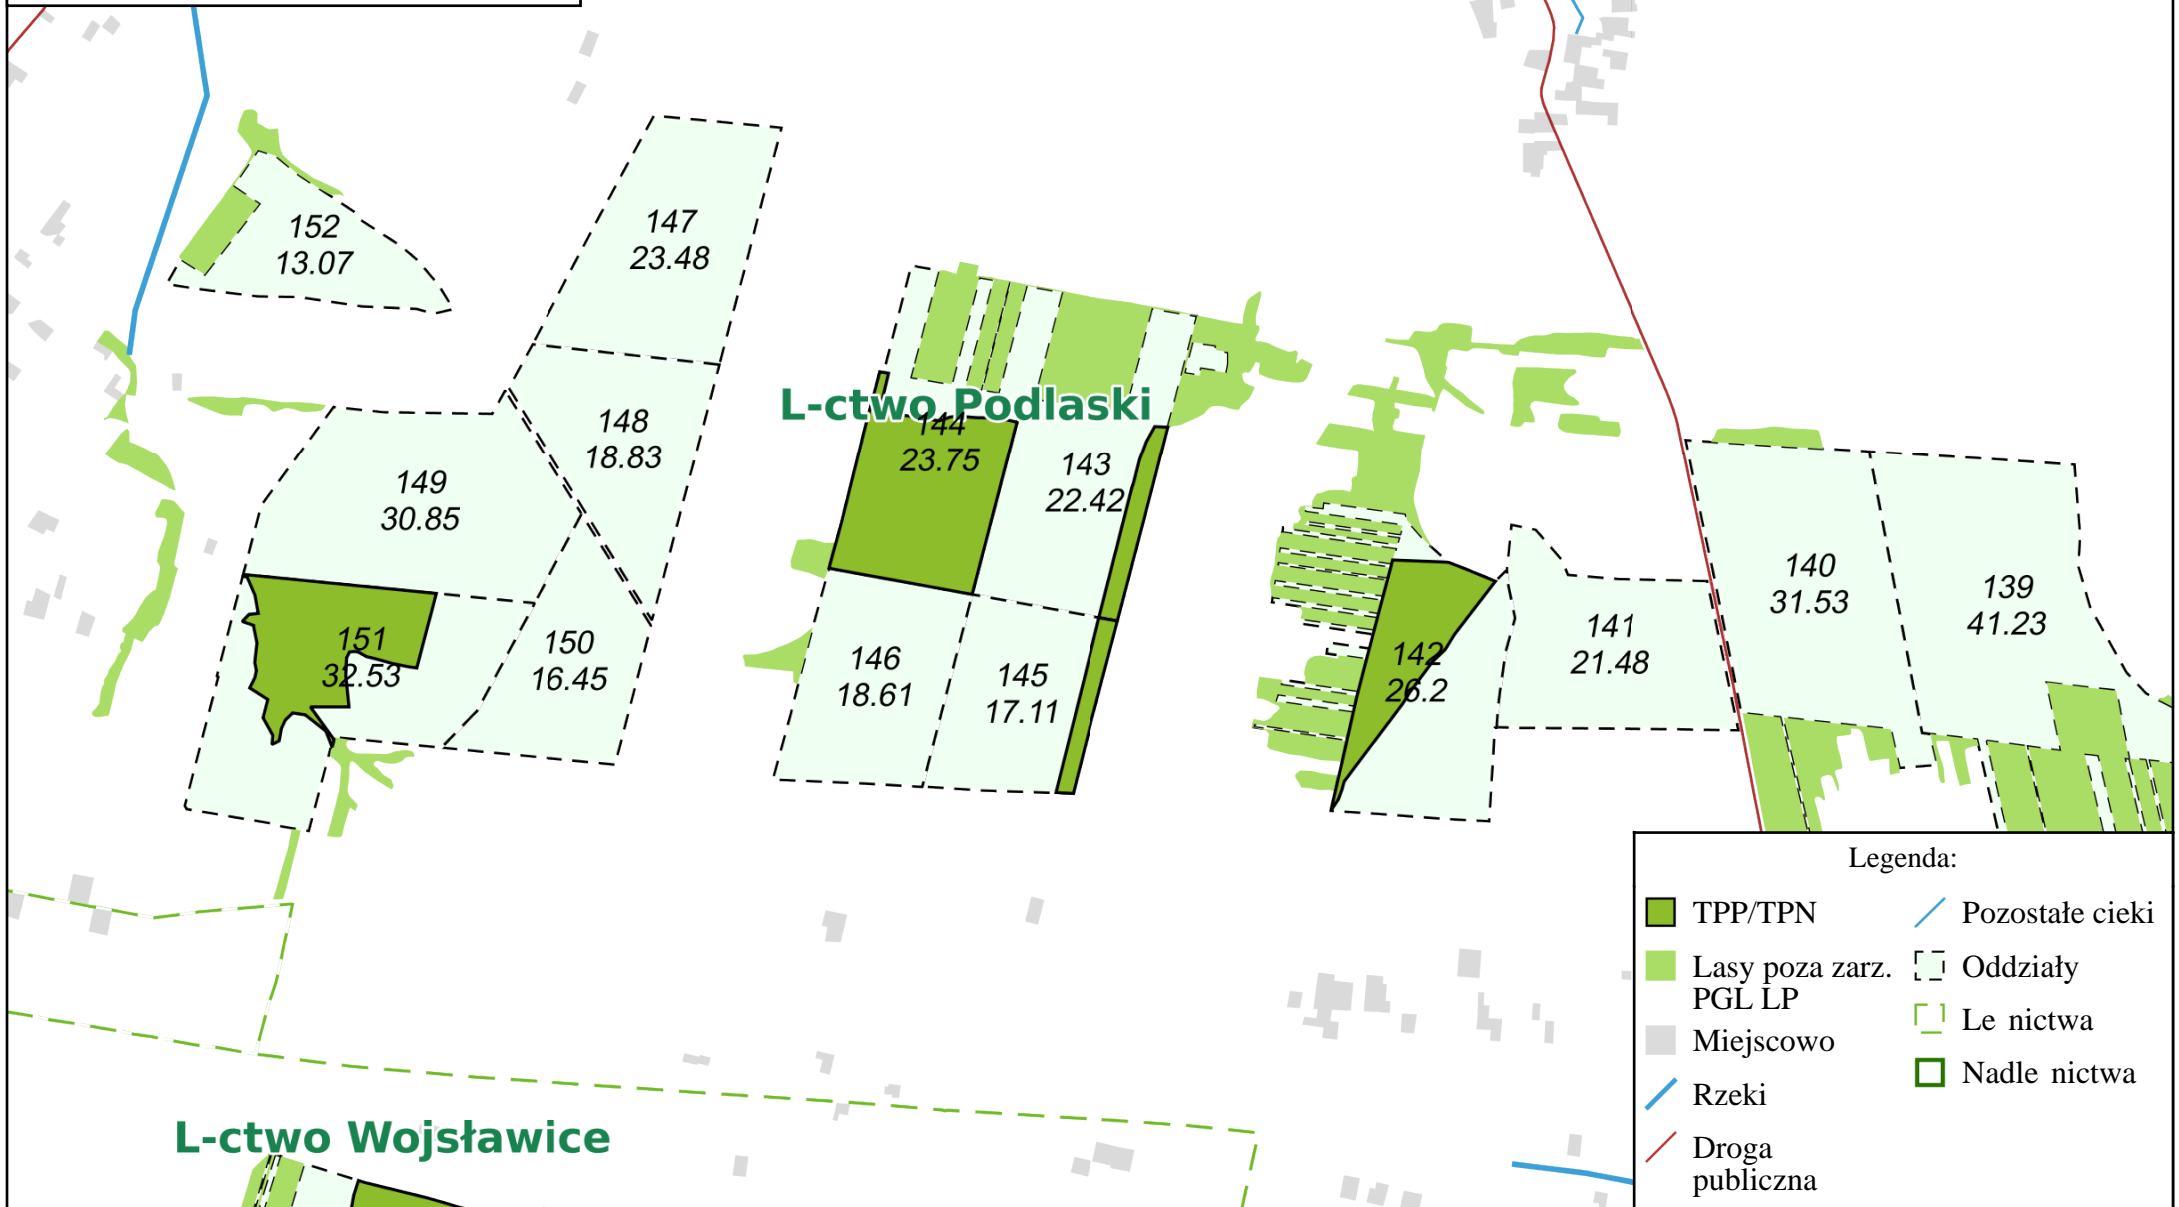 152
13.07
147
23.48
L-ctwo Podlaski
148
18.83
144
23.75
143
22.42
149
30.85
140
31.53
139
41.23
151
32.53
150
16.45
146
18.61
145
17.11
142
26.2
141
21.48
Legenda:
TPP/TPN
Lasy poza zarz.
PGL LP
Miejscowo
Rzeki
Droga
publiczna
Pozostałe cieki
Oddziały
Le nictwa
Nadle nictwa
L-ctwo Wojsławice